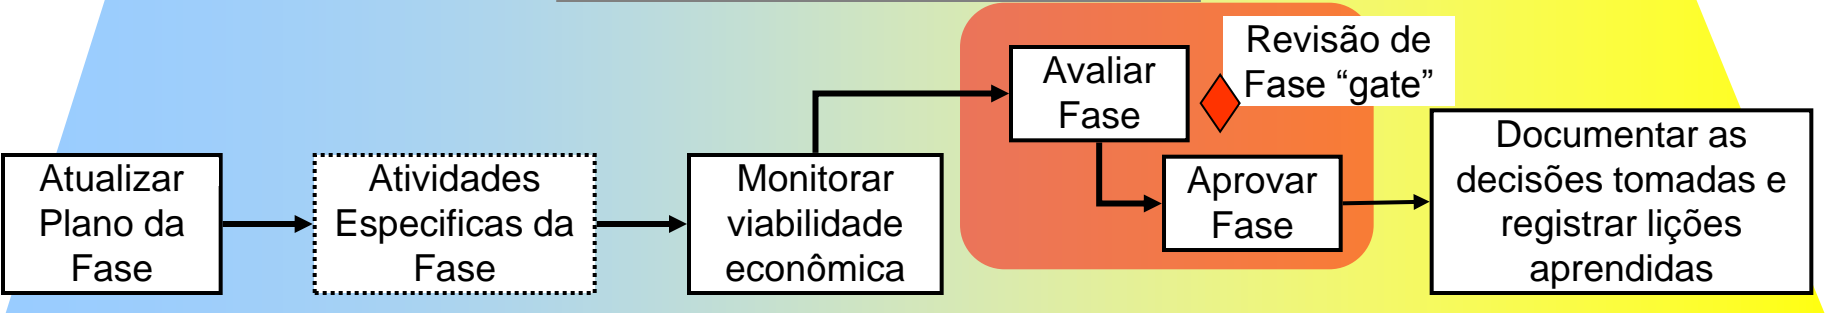 Atualizar
Plano da
Fase
Atividades
Especificas da
Fase
Monitorar
viabilidade
econômica
Avaliar
Fase
Revisão de
Fase “gate”
Aprovar
Fase
Documentar as
decisões tomadas e
registrar lições
aprendidas